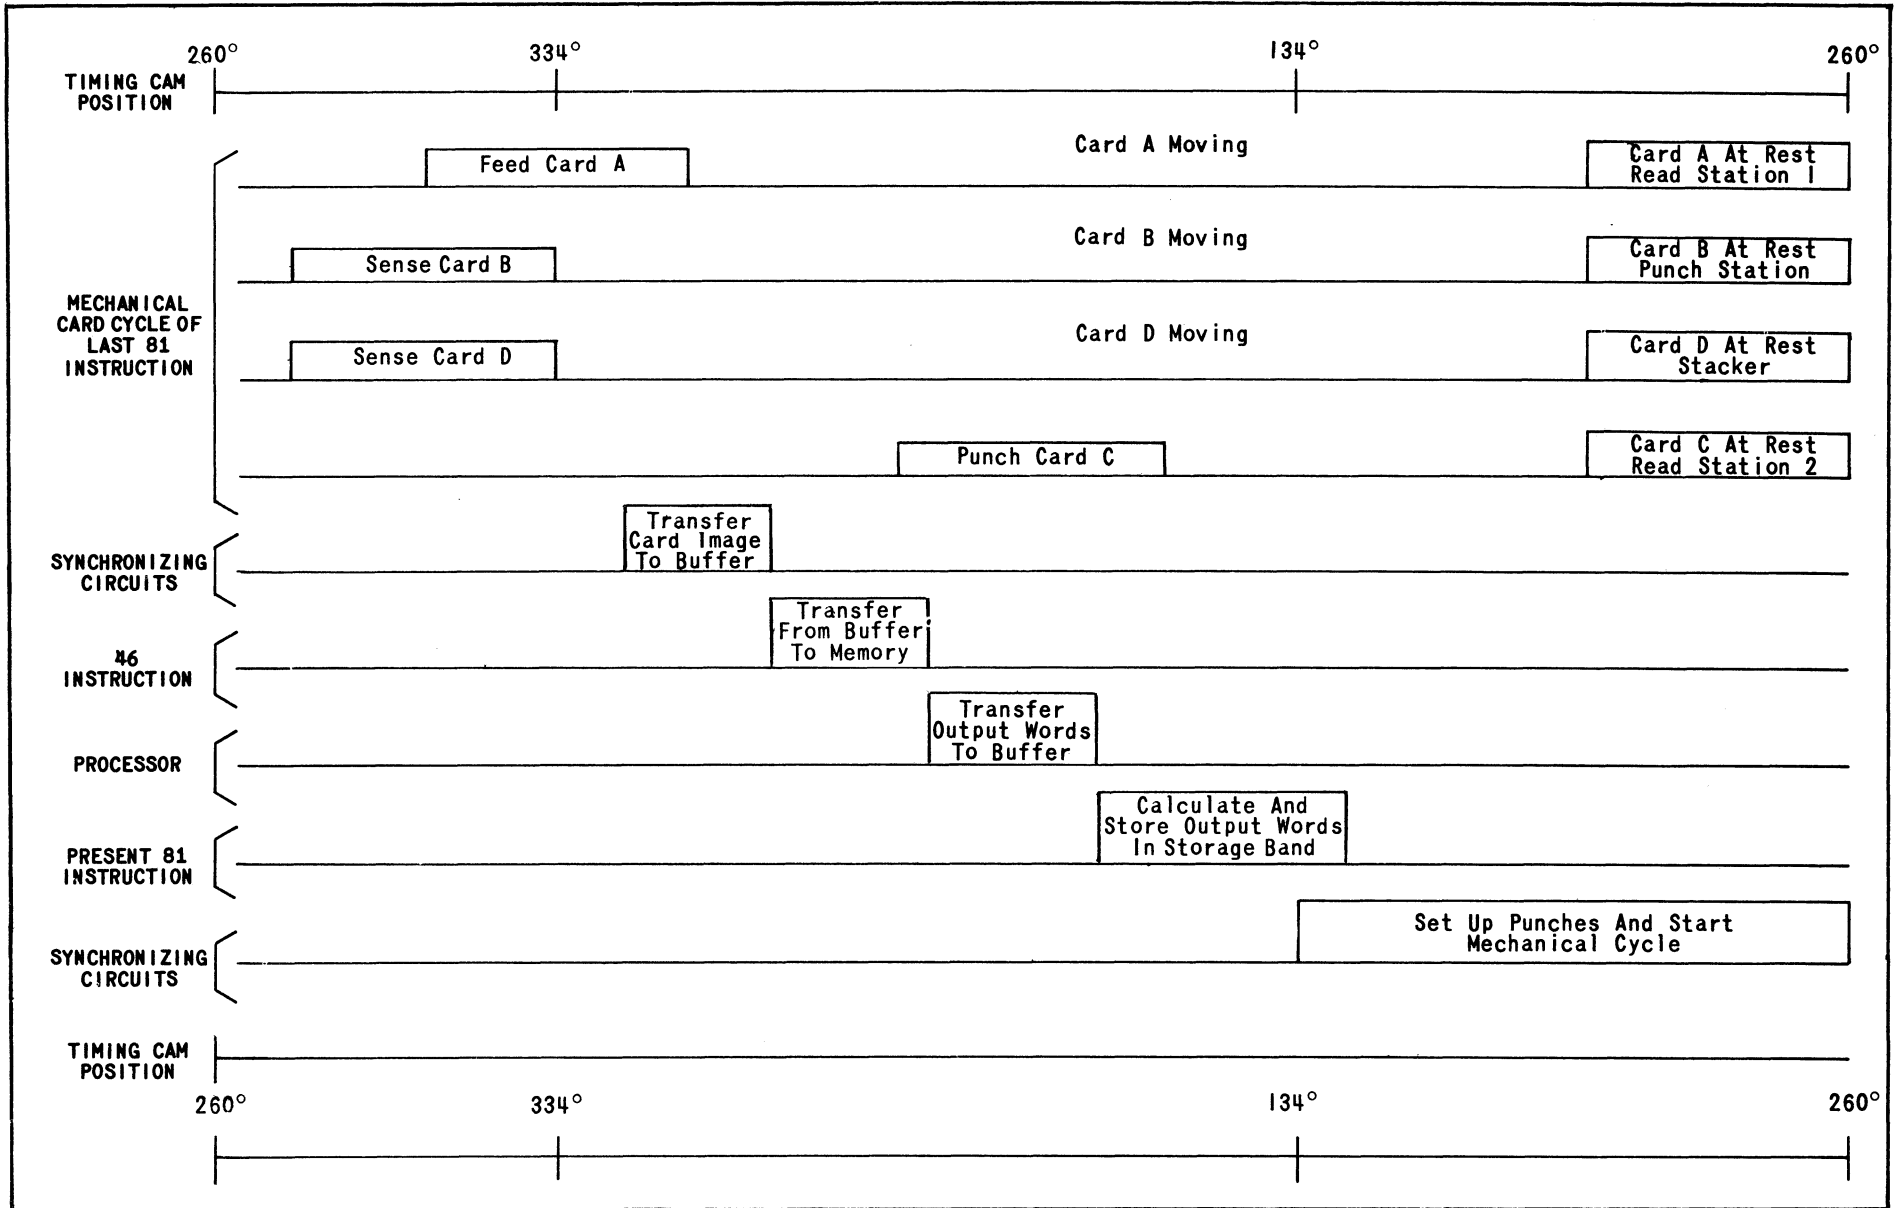 260° 334° 134° 260°
TIMING CAM
POSITION
Card A Moving
Feed Card A
Card A At Rest
Read Station 1
Card B Moving
Sense Card B
Card B At Rest
Punch Station
MECHANICAL
CARD CYCLE OF
LAST 81
INSTRUCTION
Card D Moving
Sense Card D
Card D At Rest
Stacker
Punch Card C
Card C At Rest
Read Station 2
SYNCHRONIZING
CIRCUITS
Transfer
Card Image
To Buffer
46
INSTRUCTION
Transfer
From Buffer
To Memory
PROCESSOR
Transfer
Output Words
To Buffer
PRESENT 81
INSTRUCTION
Calculate And
Store Output Words
In Storage Band
SYNCHRONIZING
CIRCUITS
Set Up Punches And Start
Mechanical Cycle
TIMING CAM
POSITION
260° 334° 134° 260°